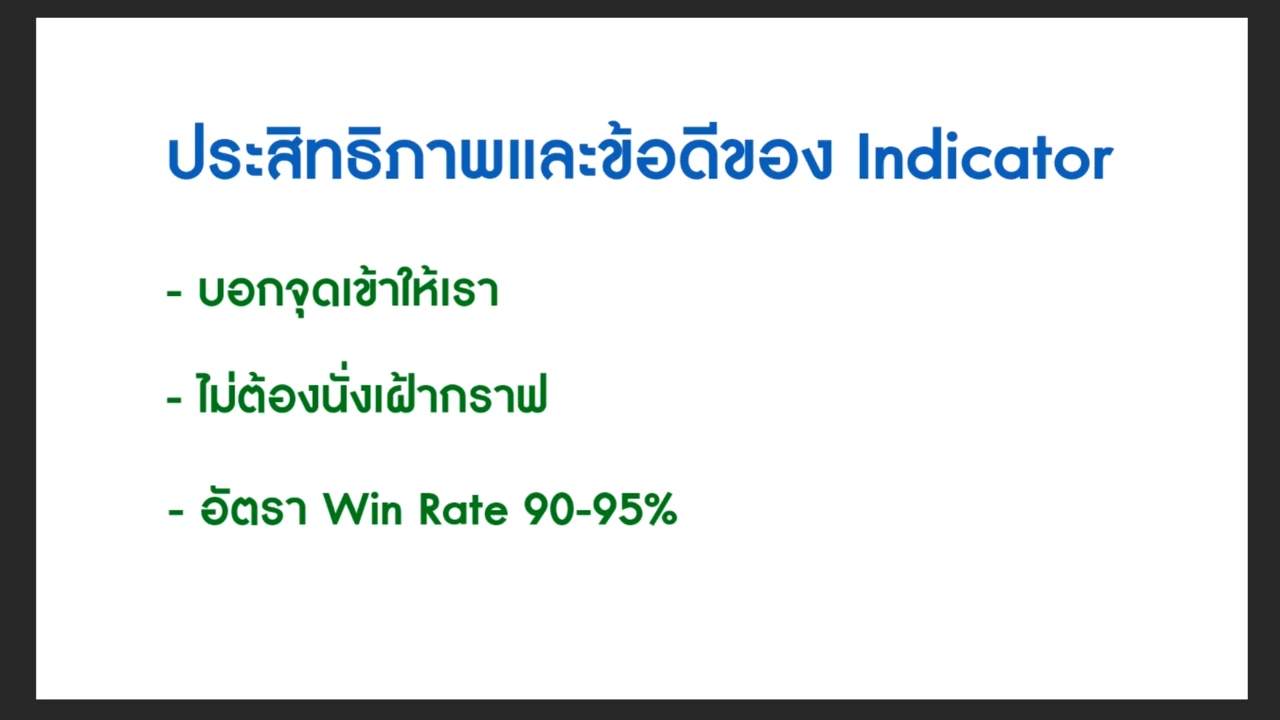 ประสิทธิภาพและข้อดีของ Indicator
- บอกจุดเข้าให้เรา
- ไม่ต้องนั่งเฝ้ากราฟ
- อัตรา Win Rate 90-95%